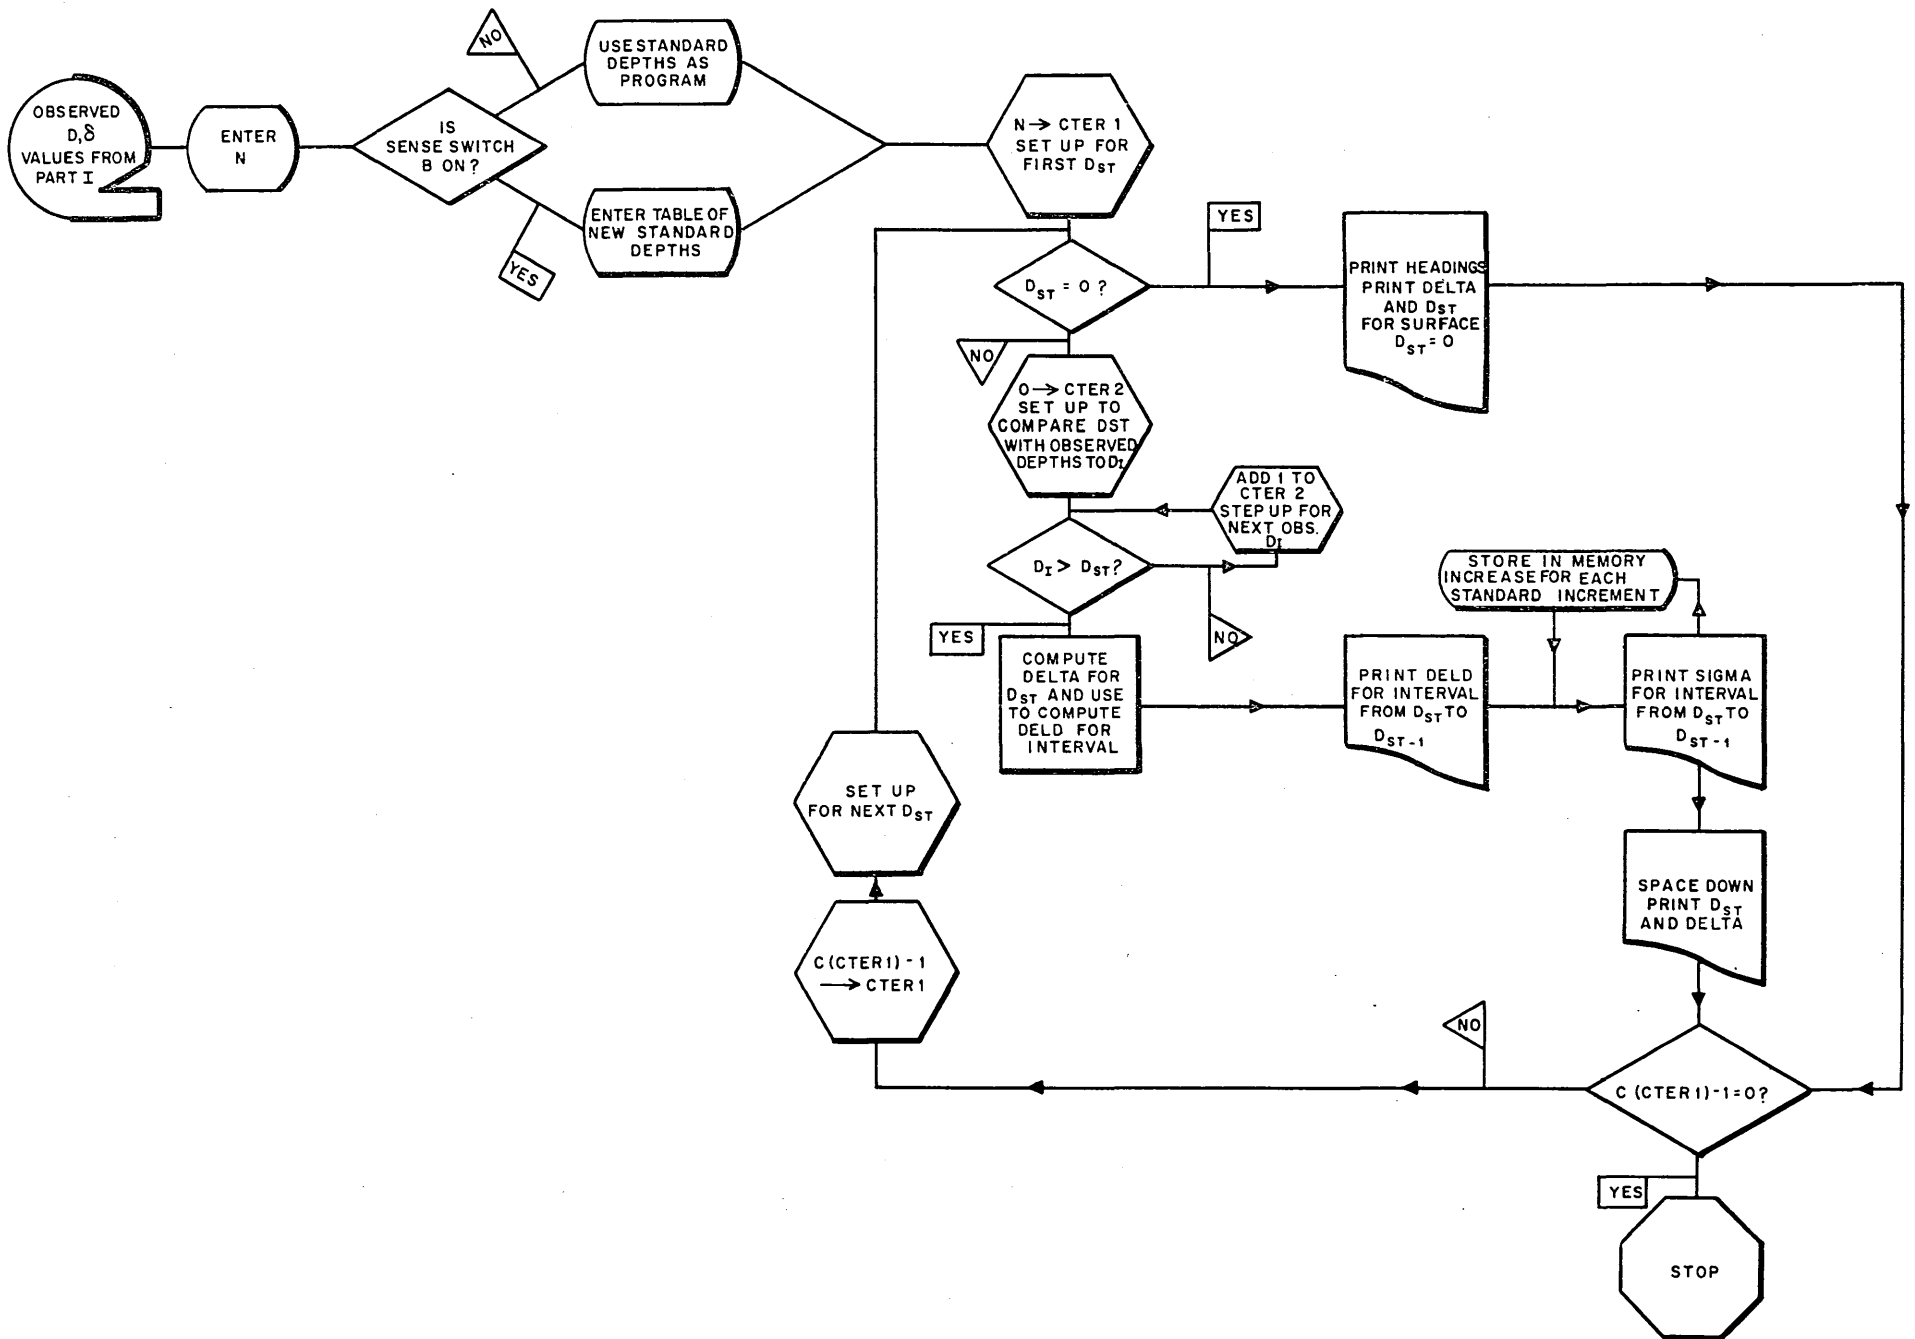 OBSERVED
D,δ
VALUES FROM
PART I
ENTER
N
IS
SENSE SWITCH
B ON?
NO
USE STANDARD
DEPTHS AS
PROGRAM
YES
ENTER TABLE OF
NEW STANDARD
DEPTHS
N → CTER 1
SET UP FOR
FIRST DST
DST = 0 ?
YES
PRINT HEADINGS
PRINT DELTA
AND DST
FOR SURFACE
DST = 0
NO
0 → CTER 2
SET UP TO
COMPARE DST
WITH OBSERVED
DEPTHS TO DI
ADD 1 TO
CTER 2
STEP UP FOR
NEXT OBS.
DI
DI > DST?
NO
YES
COMPUTE
DELTA FOR
DST AND USE
TO COMPUTE
DELD FOR
INTERVAL
PRINT DELD
FOR INTERVAL
FROM DST TO
DST-1
STORE IN MEMORY
INCREASE FOR EACH
STANDARD INCREMENT
PRINT SIGMA
FOR INTERVAL
FROM DST TO
DST-1
SPACE DOWN
PRINT DST
AND DELTA
C (CTER 1) - 1 = 0 ?
NO
C (CTER 1) - 1
→ CTER 1
SET UP
FOR NEXT DST
YES
STOP